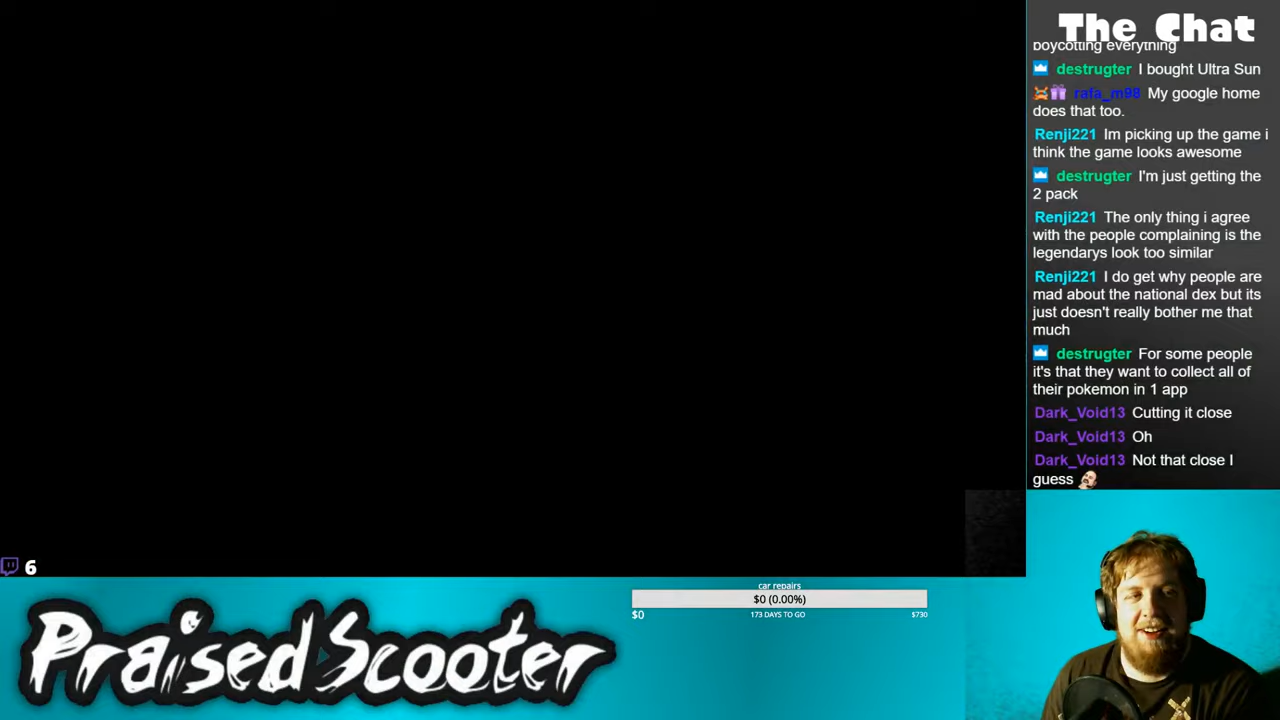 The Chat
boycotting everything
destrugter I bought Ultra Sun
rafa_m98 My google home
does that too.
Renji221 Im picking up the game i
think the game looks awesome
destrugter I'm just getting the
2 pack
Renji221 The only thing i agree
with the people complaining is the
legendarys look too similar
Renji221 I do get why people are
mad about the national dex but its
just doesn't really bother me that
much
destrugter For some people
it's that they want to collect all of
their pokemon in 1 app
Dark_Void13 Cutting it close
Dark_Void13 Oh
Dark_Void13 Not that close I
guess
6
car repairs
$0 (0.00%)
$0 173 DAYS TO GO $730
PraisedScooter